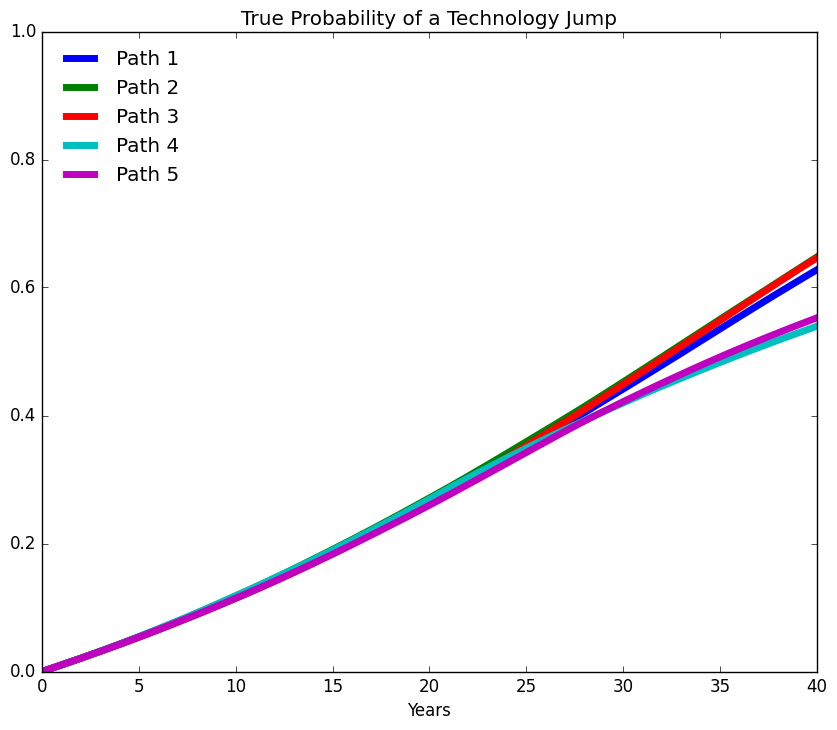 True Probability of a Technology Jump
1.0
Path 1
Path 2
Path 3
Path 4
Path 5
0.8
0.6
0.4
0.2
0.0
0 5 10 15 20 25 30 35 40
Years